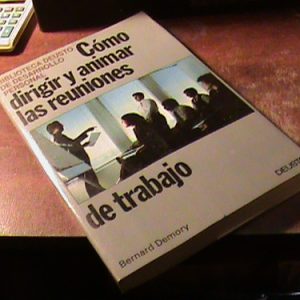 BIBLIOTECA DEUSTO
DE DESARROLLO
PERSONAL
Cómo
dirigir y animar
las reuniones
de trabajo
Bernard Demory
DEUSTO